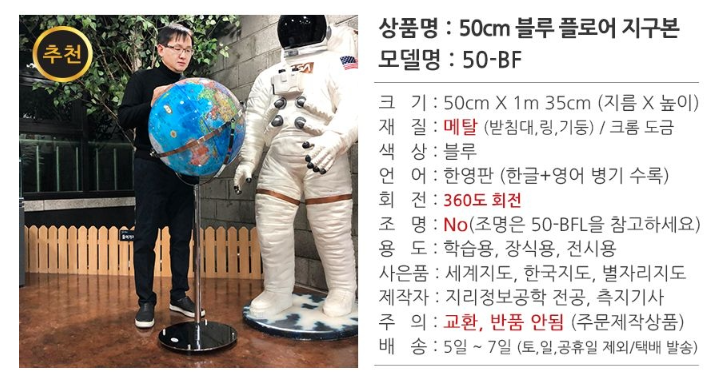 추천
상품명 : 50cm 블루 플로어 지구본
모델명 : 50-BF
크 기 : 50cm X 1m 35cm (지름 X 높이)
재 질 : 메탈 (받침대,링,기둥) / 크롬 도금
색 상 : 블루
언 어 : 한영판 (한글+영어 병기 수록)
회 전 : 360도 회전
조 명 : No(조명은 50-BFL을 참고하세요)
용 도 : 학습용, 장식용, 전시용
사은품 : 세계지도, 한국지도, 별자리지도
제작자 : 지리정보공학 전공, 측지기사
주 의 : 교환, 반품 안됨 (주문제작상품)
배 송 : 5일 ~ 7일 (토,일,공휴일 제외/택배 발송)